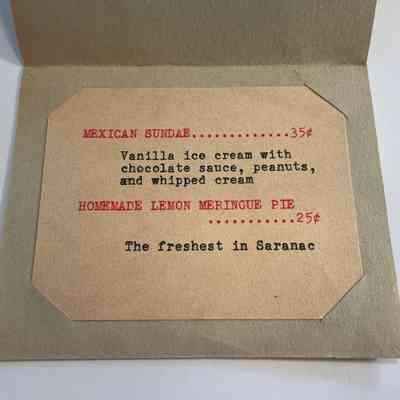 MEXICAN SUNDAE.............35¢
Vanilla ice cream with
chocolate sauce, peanuts,
and whipped cream
HOMEMADE LEMON MERINGUE PIE
...........25¢
The freshest in Saranac